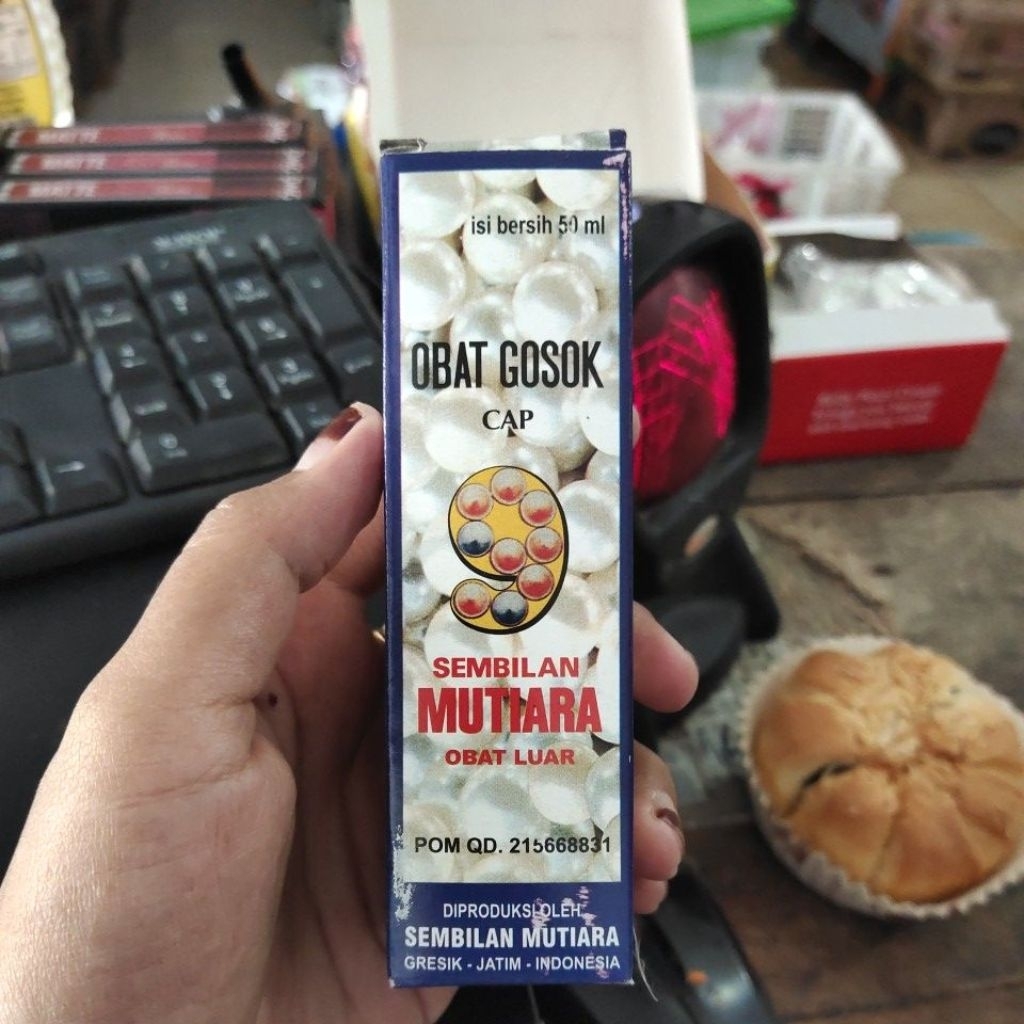 isi bersih 50 ml
OBAT GOSOK
CAP
9
SEMBILAN
MUTIARA
OBAT LUAR
POM QD. 215668831
DIPRODUKSI OLEH
SEMBILAN MUTIARA
GRESIK - JATIM - INDONESIA